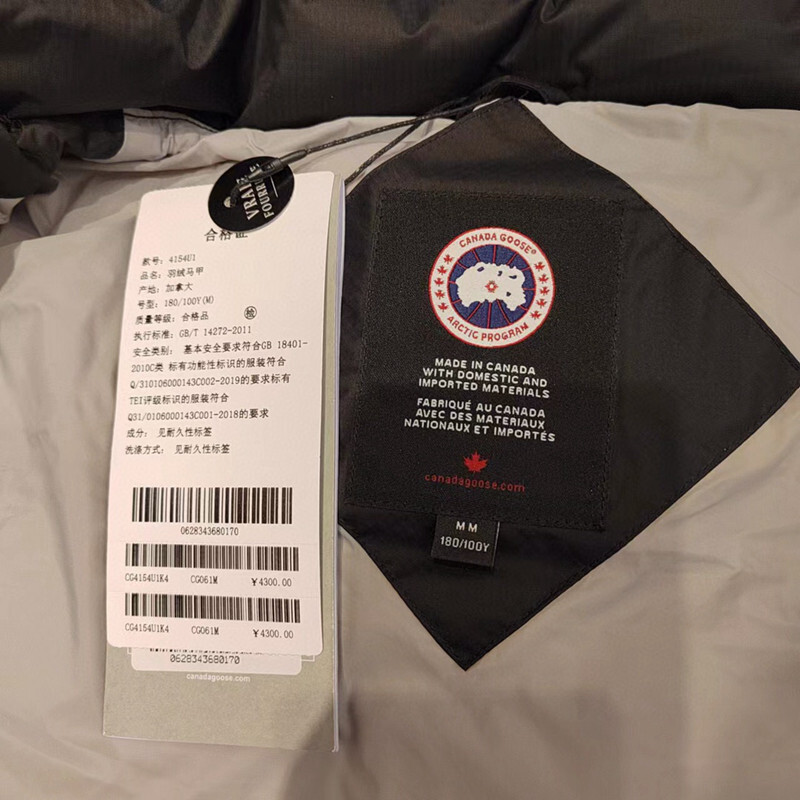 VRAIE
FOURRURE
合格证
款号: 4154U1
品名: 羽绒马甲
产地: 加拿大
号型: 180/100Y(M)
质量等级: 合格品 检
执行标准: GB/T 14272-2011
安全类别: 基本安全要求符合GB 18401-
2010C类 标有功能性标识的服装符合
Q/310106000143C002-2019的要求标有
TEI评级标识的服装符合
Q31/0106000143C001-2018的要求
成分: 见耐久性标签
洗涤方式: 见耐久性标签
0628343680170
CG4154U1K4 CG061M ¥4300.00
CG4154U1K4 CG061M ¥4300.00
0628343680170
canadagoose.com
CANADA GOOSE®
ARCTIC PROGRAM
MADE IN CANADA
WITH DOMESTIC AND
IMPORTED MATERIALS
FABRIQUÉ AU CANADA
AVEC DES MATERIAUX
NATIONAUX ET IMPORTÉS
canadagoose.com
M M
180/100Y